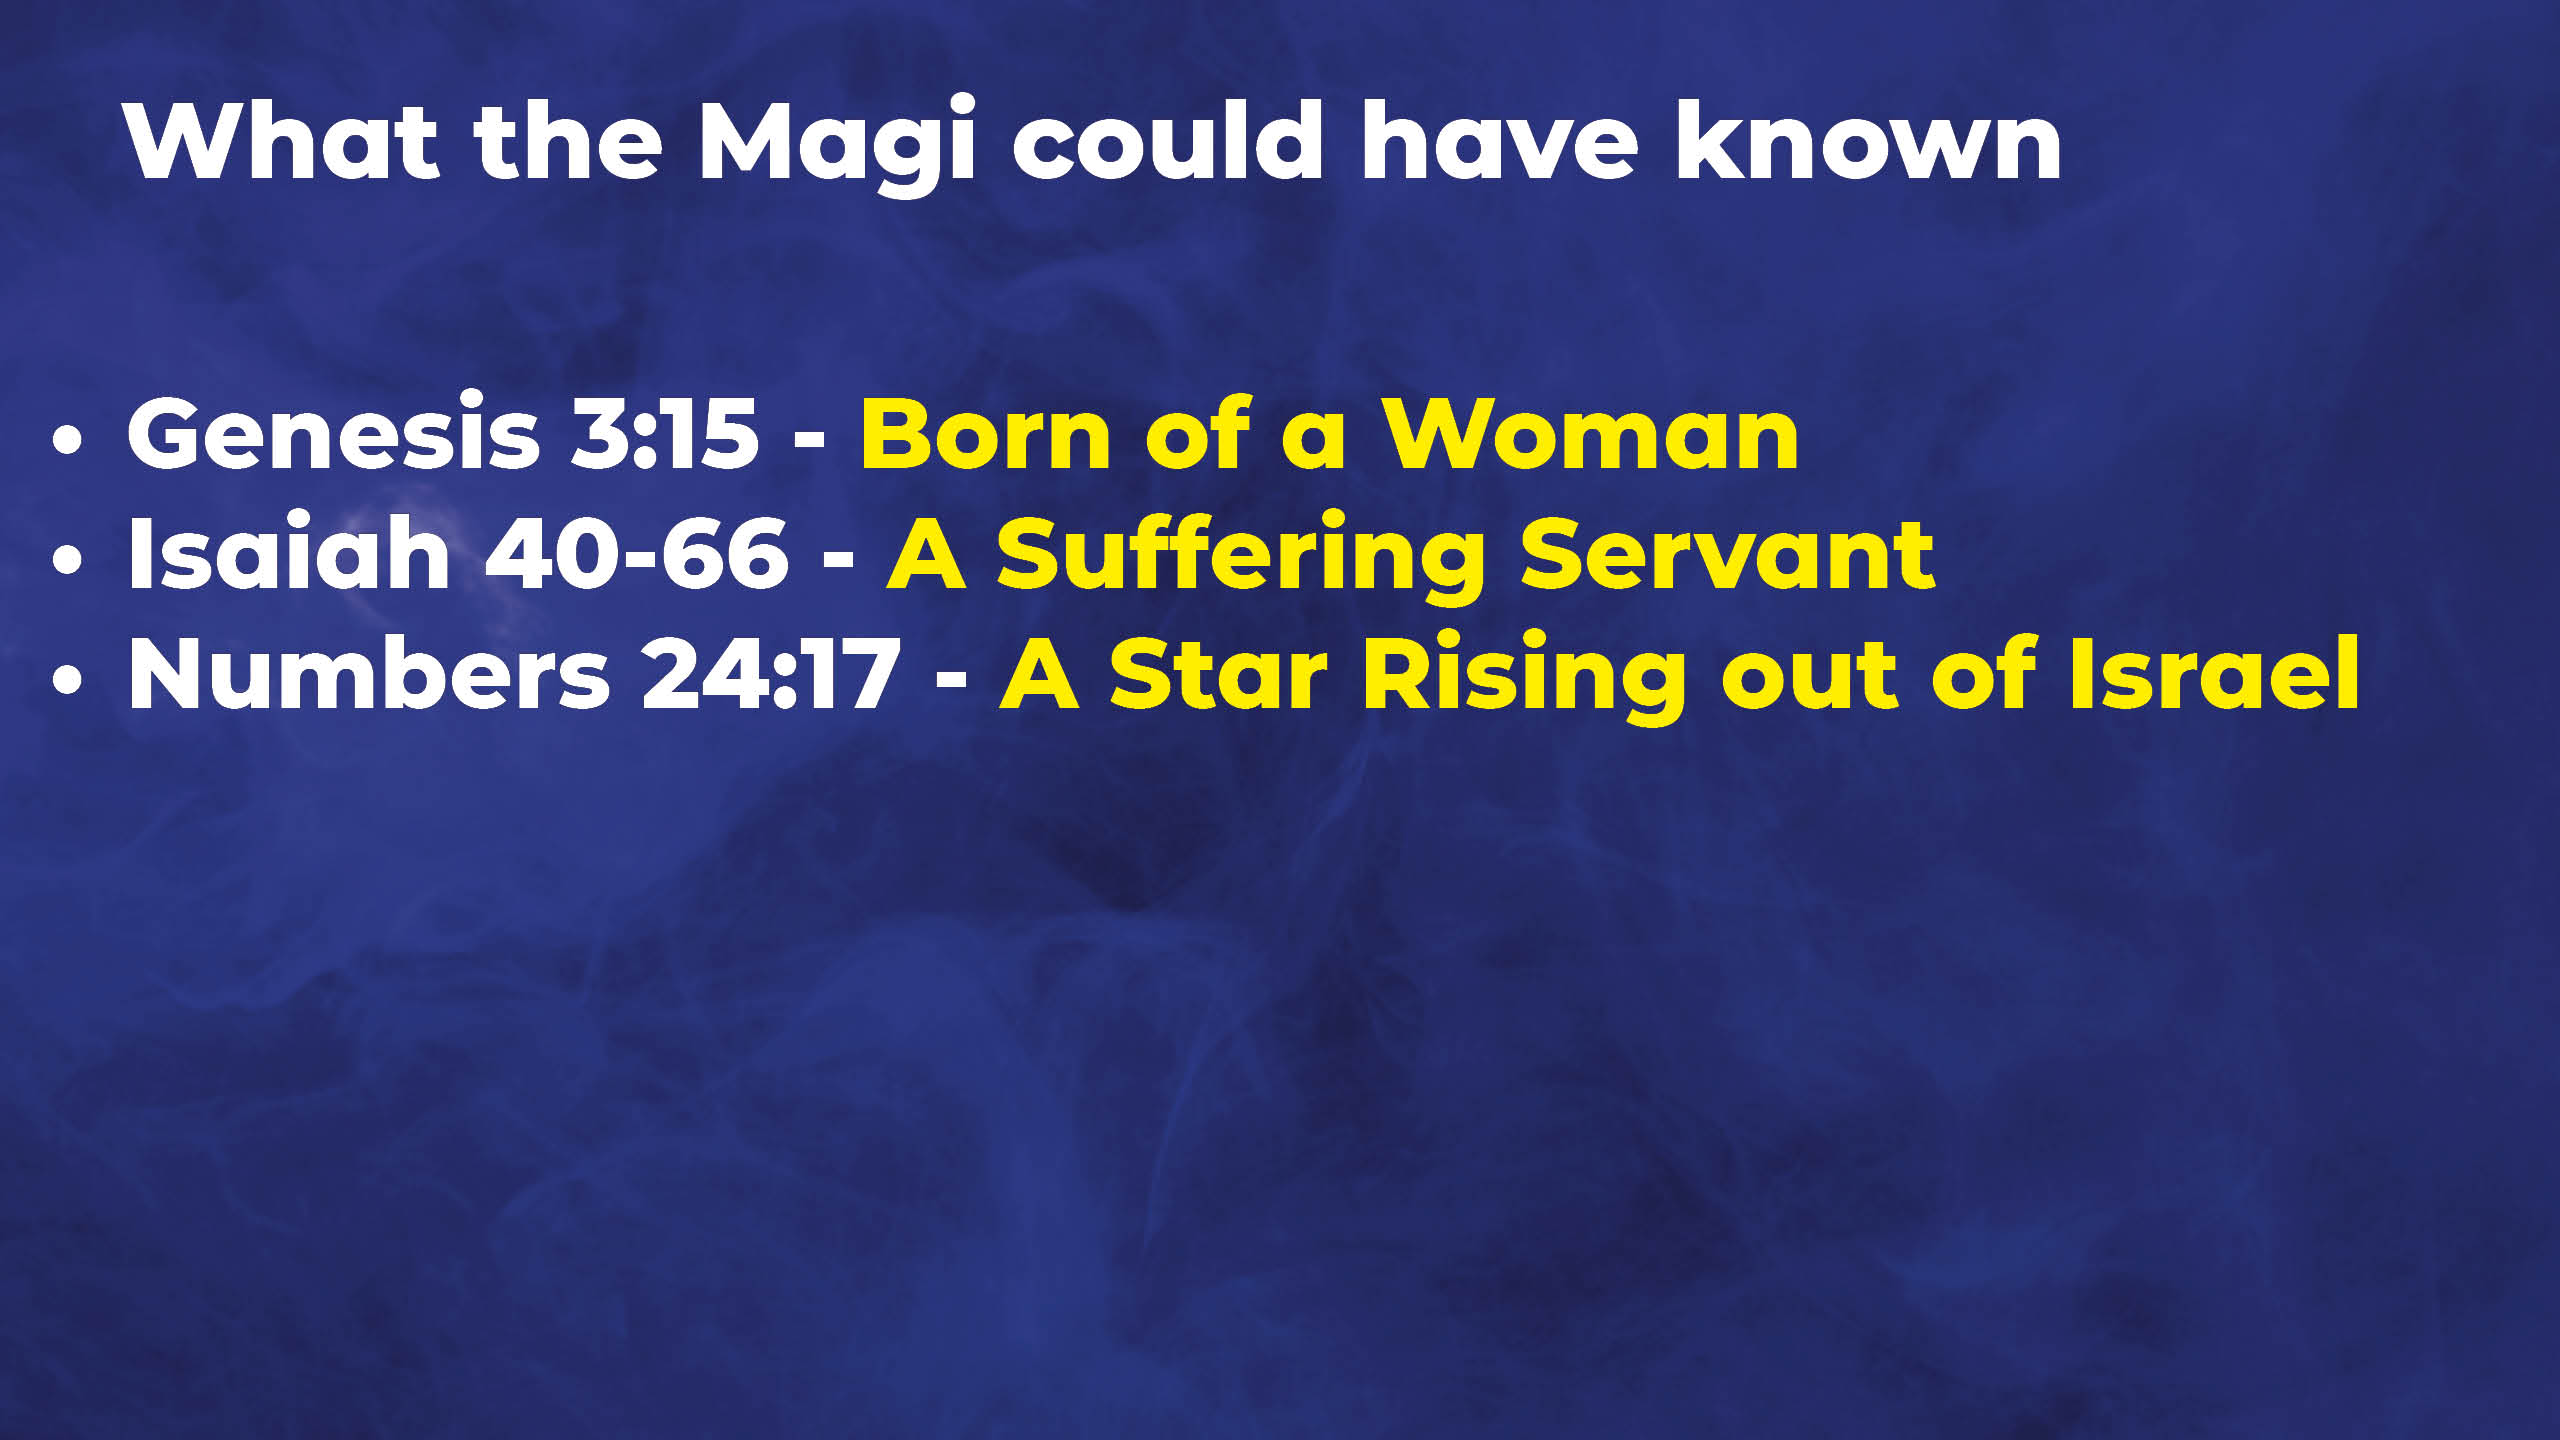 What the Magi could have known
• Genesis 3:15 - Born of a Woman
• Isaiah 40-66 - A Suffering Servant
• Numbers 24:17 - A Star Rising out of Israel